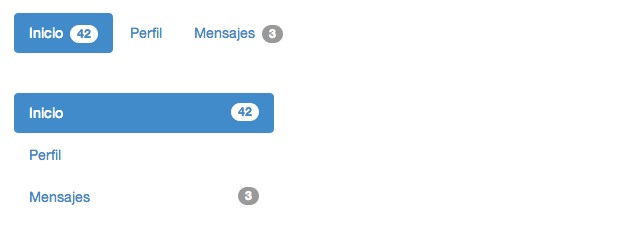 Inicio 42 Perfil Mensajes 3
Inicio 42
Perfil
Mensajes 3